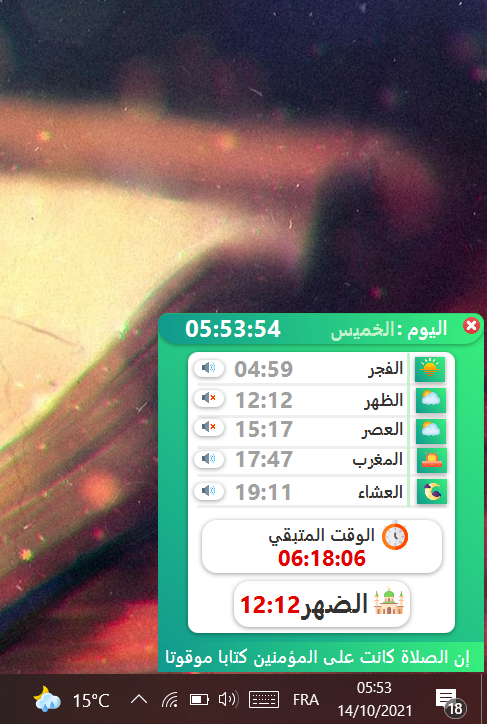 اليوم : الخميس 05:53:54
الفجر 04:59
الظهر 12:12
العصر 15:17
المغرب 17:47
العشاء 19:11
الوقت المتبقي
06:18:06
الضهر 12:12
إن الصلاة كانت على المؤمنين كتابا موقوتا
15°C FRA 05:53
14/10/2021 18